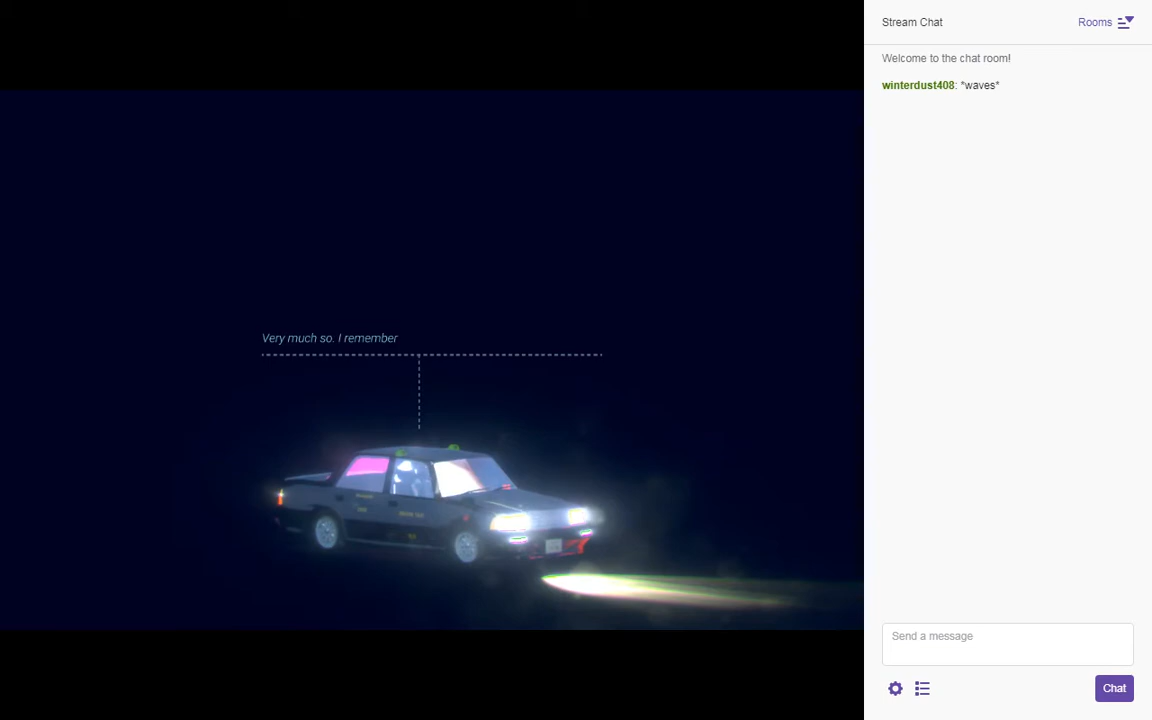 Stream Chat
Rooms
Welcome to the chat room!
winterdust408: *waves*
Very much so. I remember
Send a message
Chat